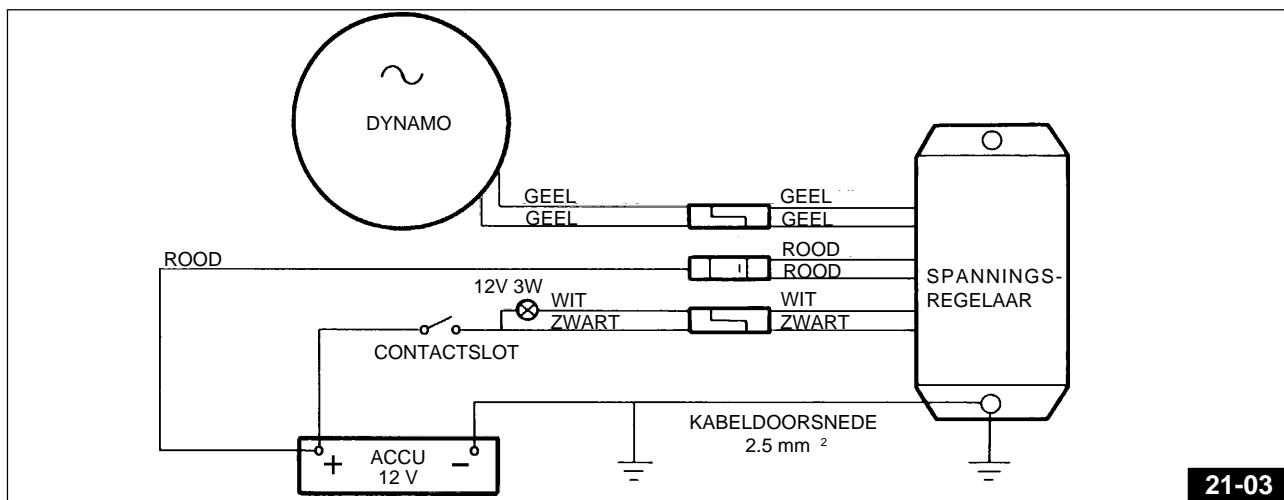 DYNAMO
GEEL
GEEL
GEEL
GEEL
ROOD
ROOD
ROOD
SPANNINGS-
REGELAAR
12V 3W
WIT
WIT
ZWART
ZWART
CONTACTSLOT
KABELDOORSNEDE
2.5 mm ²
+ ACCU −
12 V
21-03